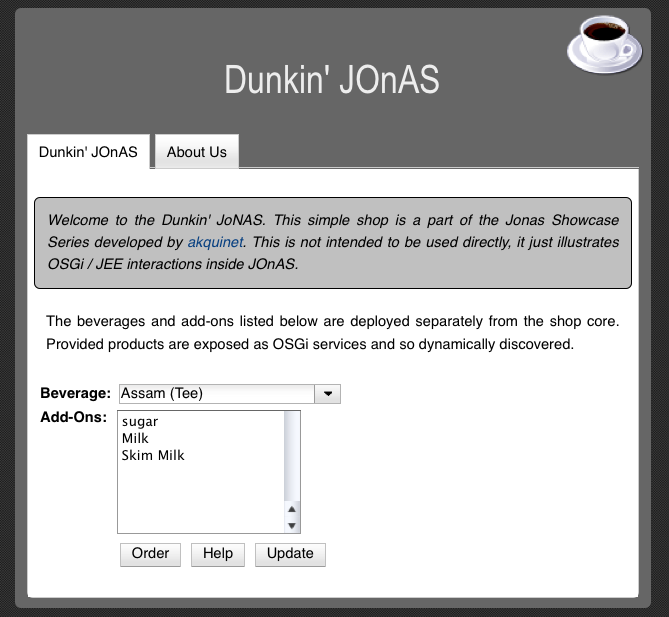 Dunkin' JOnAS
Dunkin' JOnAS
About Us
Welcome to the Dunkin' JoNAS. This simple shop is a part of the Jonas Showcase
Series developed by akquinet. This is not intended to be used directly, it just illustrates
OSGi / JEE interactions inside JOnAS.
The beverages and add-ons listed below are deployed separately from the shop core.
Provided products are exposed as OSGi services and so dynamically discovered.
Beverage: Assam (Tee)
Add-Ons: sugar
Milk
Skim Milk
Order Help Update